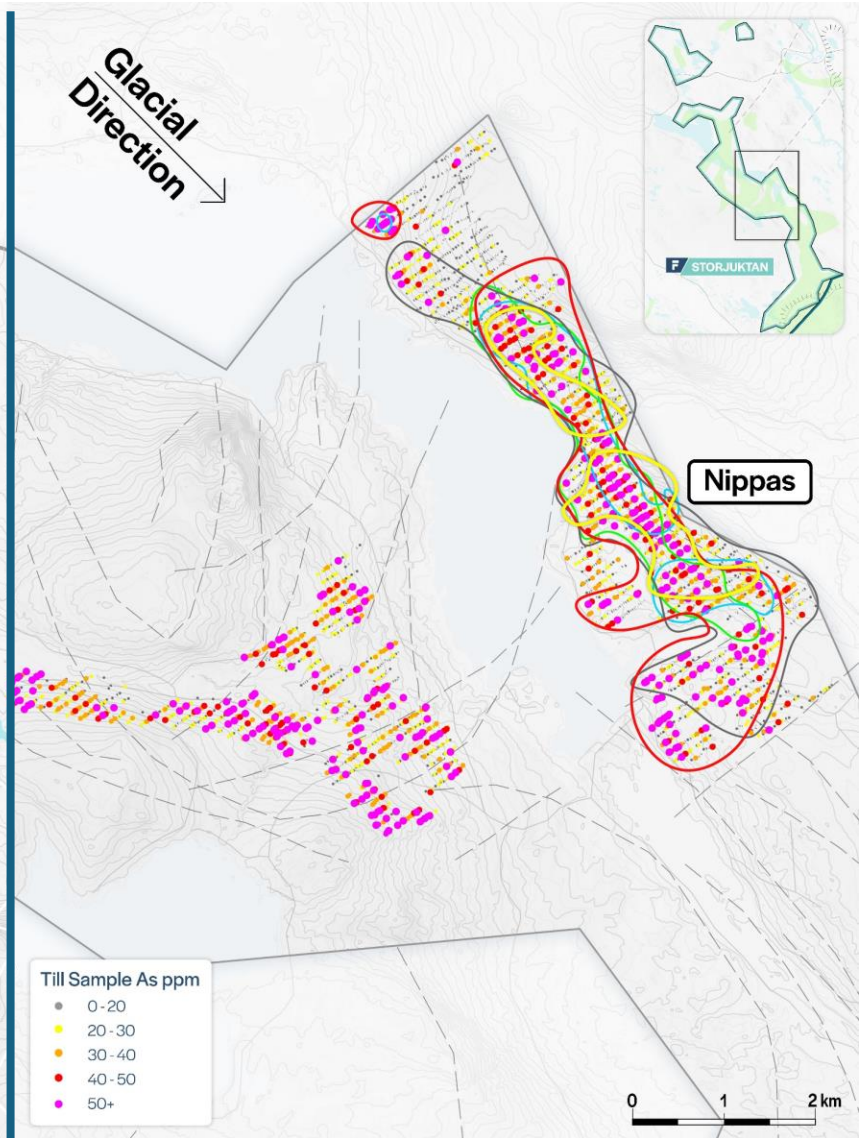 Glacial
Direction
F STORJUKTAN
Nippas
Till Sample As ppm
0-20
20-30
30-40
40-50
50+
0 1 2 km